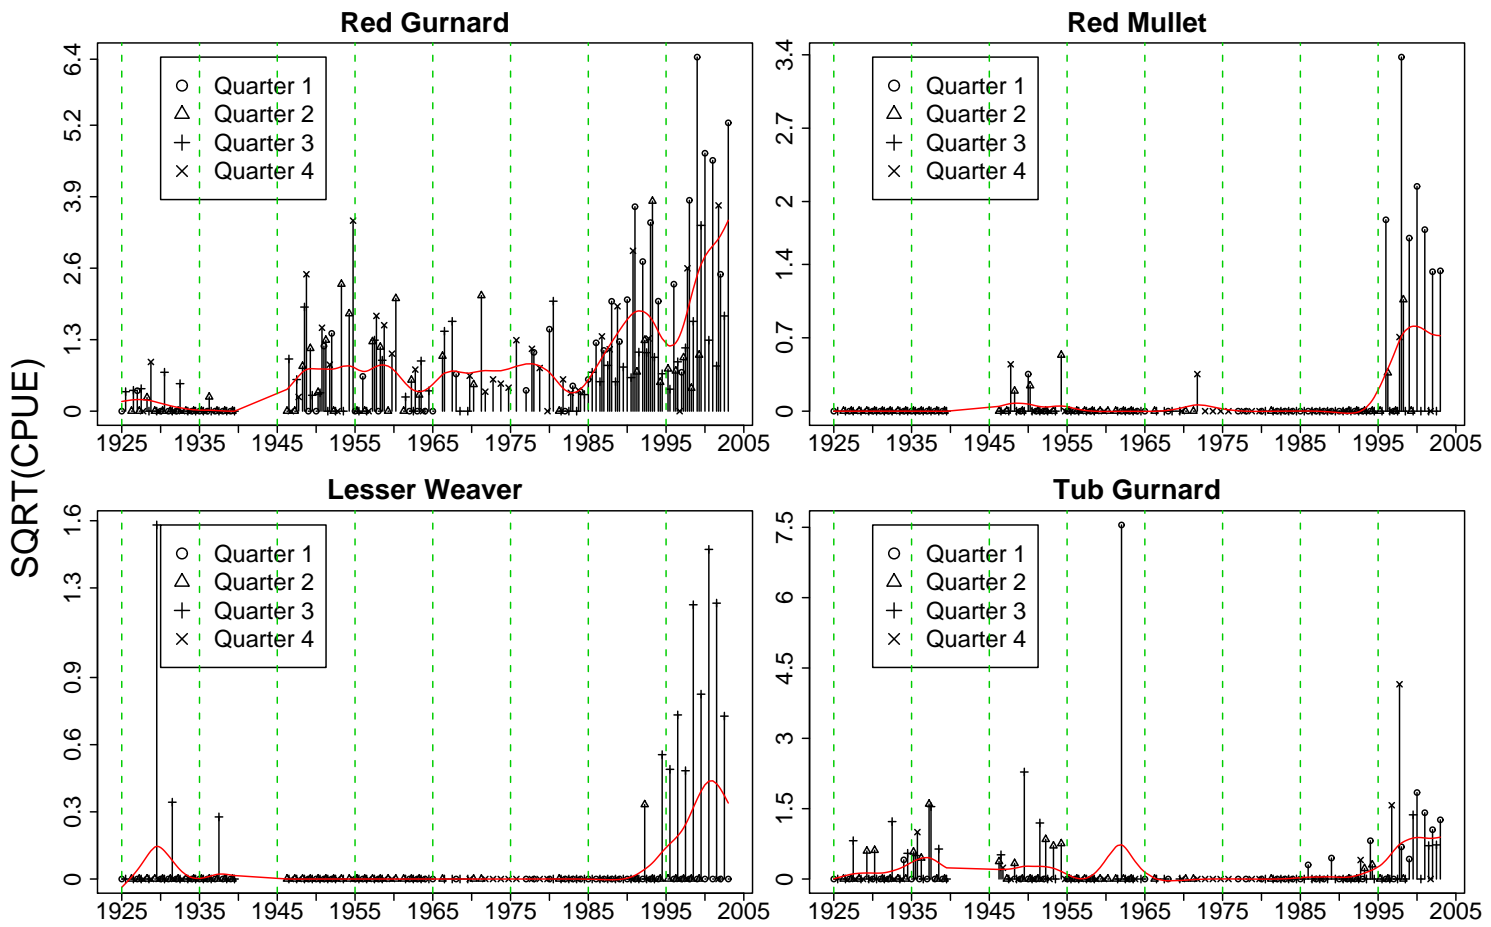 Red Gurnard
6.4
5.2
3.9
2.6
1.3
0
Quarter 1
Quarter 2
Quarter 3
Quarter 4
1925 1935 1945 1955 1965 1975 1985 1995 2005
Red Mullet
3.4
2.7
2
1.4
0.7
0
Quarter 1
Quarter 2
Quarter 3
Quarter 4
1925 1935 1945 1955 1965 1975 1985 1995 2005
SQRT(CPUE)
Lesser Weaver
1.6
1.3
0.9
0.6
0.3
0
Quarter 1
Quarter 2
Quarter 3
Quarter 4
1925 1935 1945 1955 1965 1975 1985 1995 2005
Tub Gurnard
7.5
6
4.5
3
1.5
0
Quarter 1
Quarter 2
Quarter 3
Quarter 4
1925 1935 1945 1955 1965 1975 1985 1995 2005